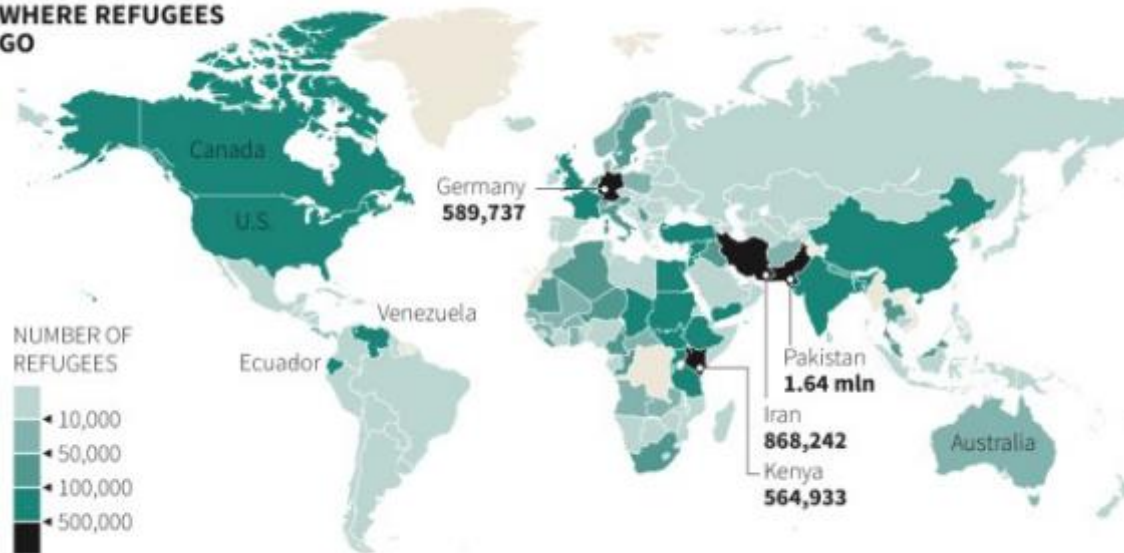 WHERE REFUGEES
GO
Canada
U.S.
Germany
589,737
Venezuela
Ecuador
NUMBER OF
REFUGEES
10,000
50,000
100,000
500,000
Pakistan
1.64 mln
Iran
868,242
Kenya
564,933
Australia